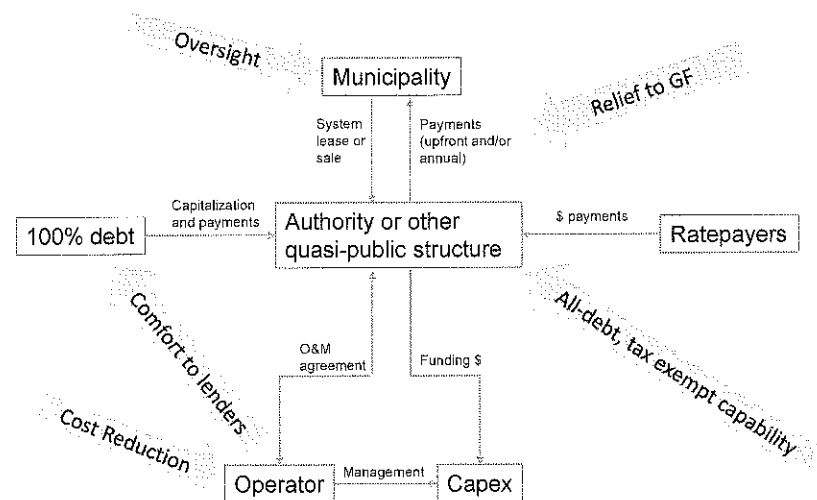 Oversight
Municipality
Relief to GF
System
lease or
sale
Payments
(upfront and/or
annual)
Capitalization
and payments
100% debt
Authority or other
quasi-public structure
$ payments
Ratepayers
Comfort to lenders
O&M
agreement
Funding $
All-debt, tax exempt capability
Cost Reduction
Operator
Management
Capex